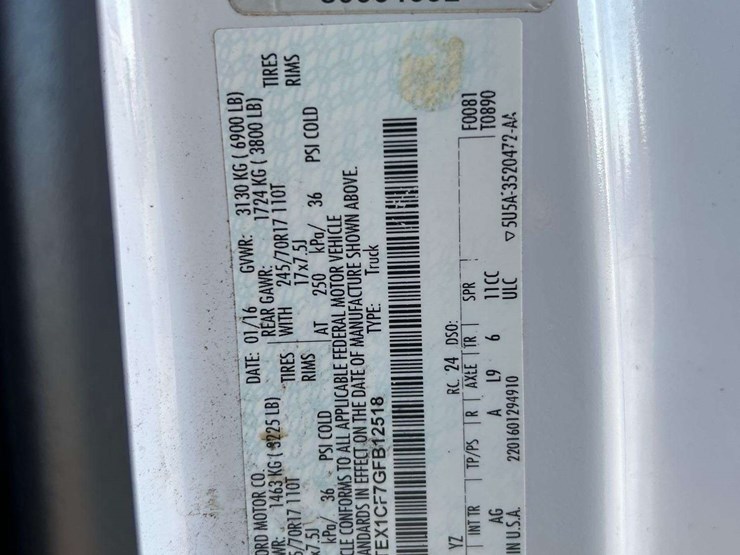 ORD MOTOR CO.
DATE: 01/16 GVWR: 3130 KG ( 6900 LB)
WR: 1463 KG ( 3225 LB) REAR GAWR: 1724 KG ( 3800 LB)
5/70R17 110T TIRES WITH 245/70R17 110T TIRES
x7.5J RIMS 17x7.5J RIMS
kPa/ 36 PSI COLD AT 250 kPa/ 36 PSI COLD
CLE CONFORMS TO ALL APPLICABLE FEDERAL MOTOR VEHICLE
ANDARDS IN EFFECT ON THE DATE OF MANUFACTURE SHOWN ABOVE.
TEX1CF7GFB12518 TYPE: Truck
F0081
T0890
YZ RC: 24 DSO:
INT TR TP/PS R AXLE TR SPR
AG A L9 6 11CC
IN U.S.A. 2201601294910 ULC ▽5U5A-3520472-AA